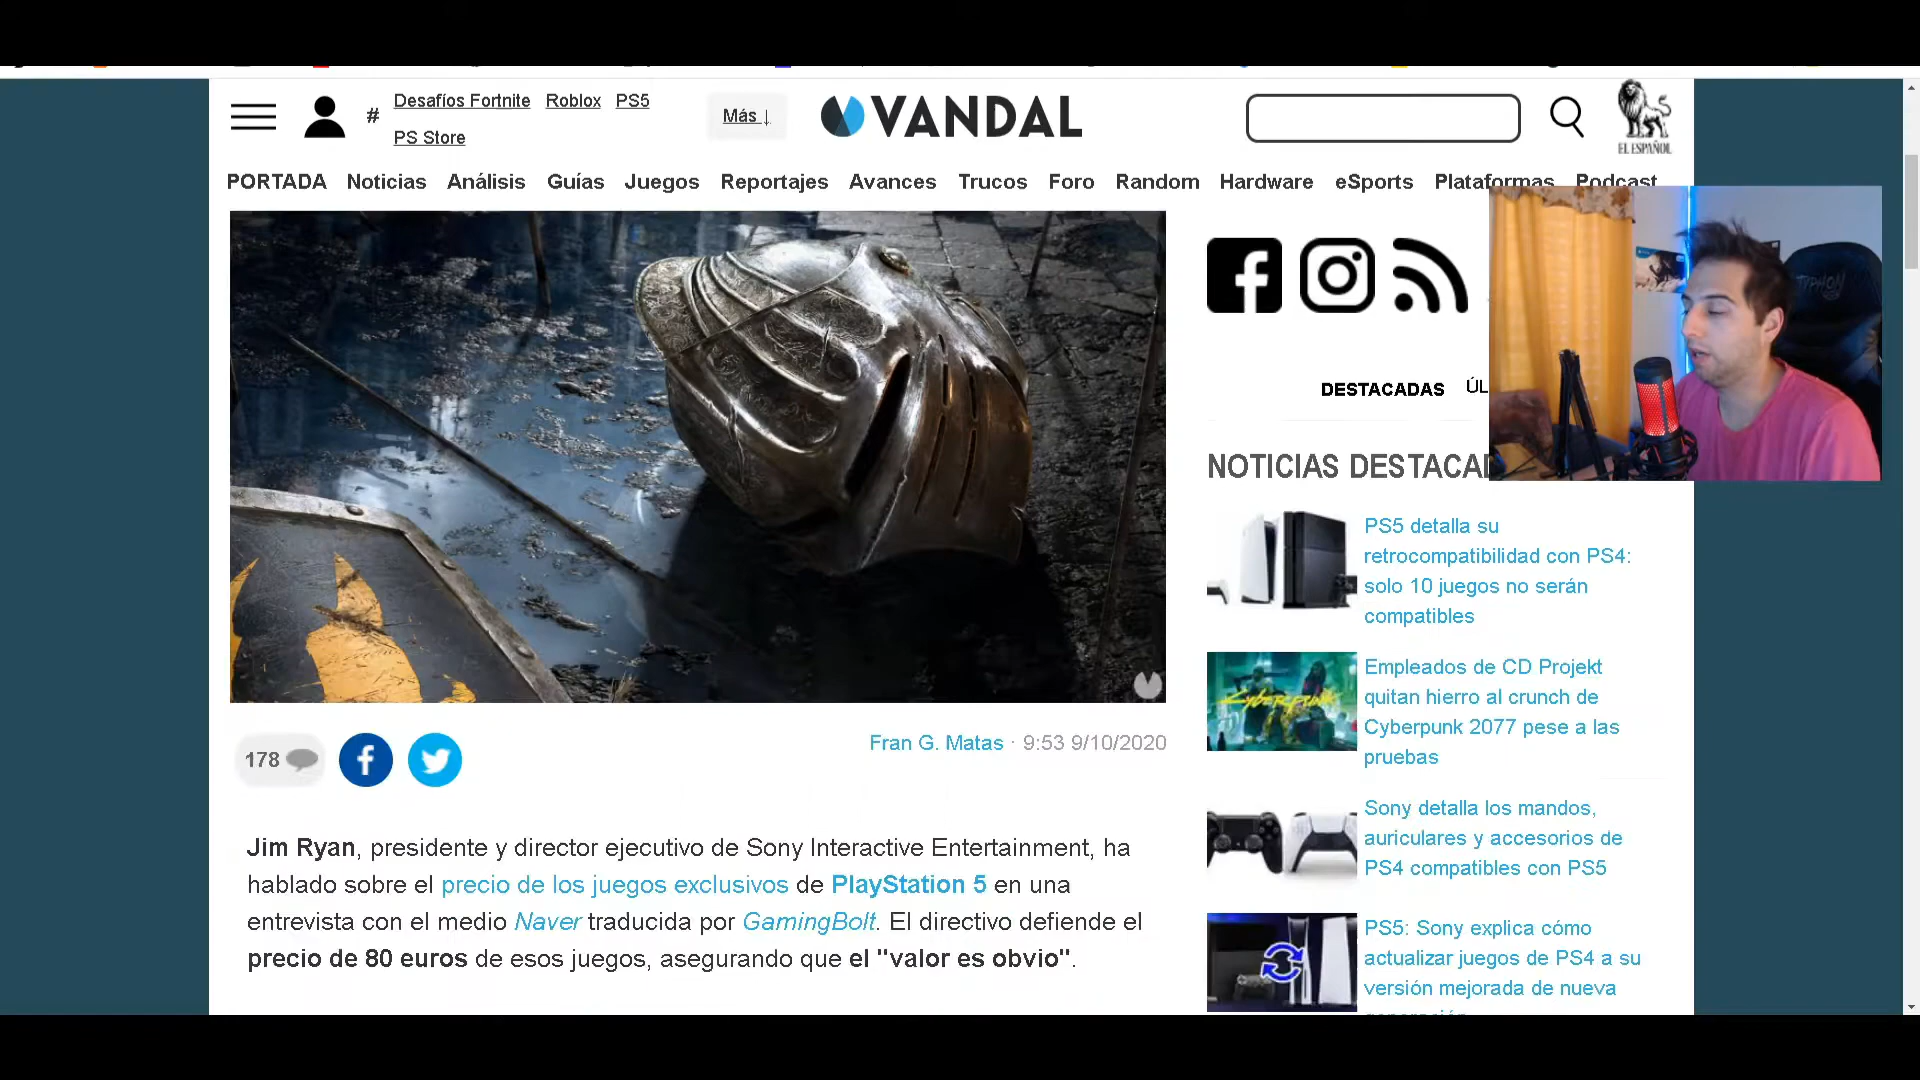 # Desafíos Fortnite Roblox PS5
PS Store
Más ↓
VANDAL
EL ESPAÑOL
PORTADA Noticias Análisis Guías Juegos Reportajes Avances Trucos Foro Random Hardware eSports Plataformas Podcast
TYPHON
DESTACADAS ÚL
NOTICIAS DESTACAD
PS5 detalla su
retrocompatibilidad con PS4:
solo 10 juegos no serán
compatibles
Cyberpunk
Empleados de CD Projekt
quitan hierro al crunch de
Cyberpunk 2077 pese a las
pruebas
Sony detalla los mandos,
auriculares y accesorios de
PS4 compatibles con PS5
PS5: Sony explica cómo
actualizar juegos de PS4 a su
versión mejorada de nueva
178
Fran G. Matas · 9:53 9/10/2020
Jim Ryan, presidente y director ejecutivo de Sony Interactive Entertainment, ha
hablado sobre el precio de los juegos exclusivos de PlayStation 5 en una
entrevista con el medio Naver traducida por GamingBolt. El directivo defiende el
precio de 80 euros de esos juegos, asegurando que el "valor es obvio".